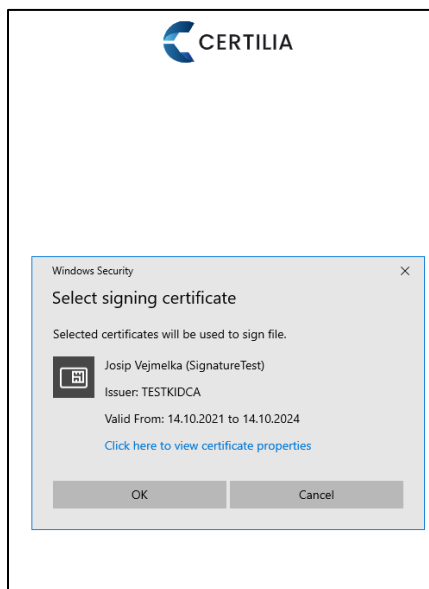 CERTILIA
Windows Security
Select signing certificate
Selected certificates will be used to sign file.
Josip Vejmelka (SignatureTest)
Issuer: TESTKIDCA
Valid From: 14.10.2021 to 14.10.2024
Click here to view certificate properties
OK
Cancel